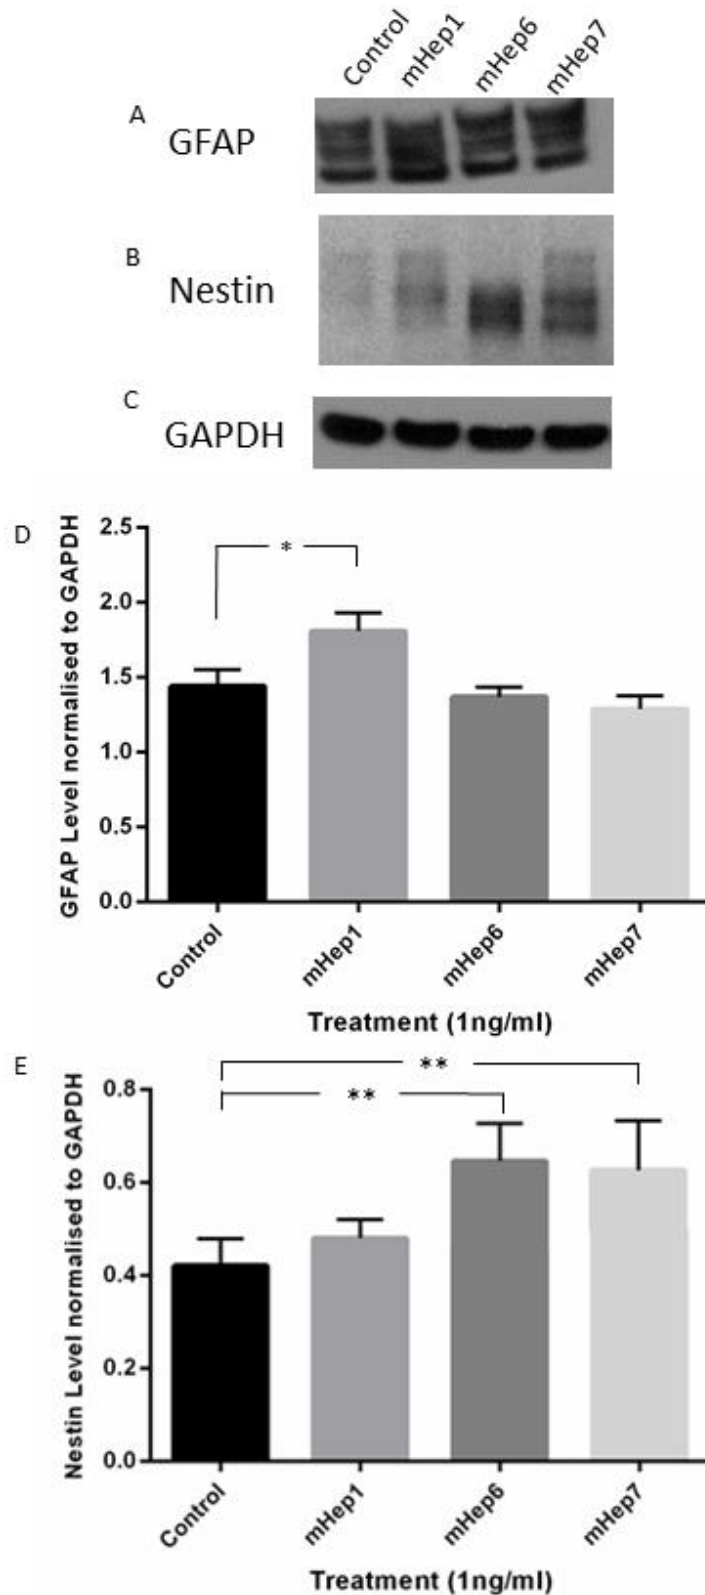 Control mHep1 mHep6 mHep7
A
GFAP
B
Nestin
C
GAPDH
D
GFAP Level normalised to GAPDH
2.5
2.0
1.5
1.0
0.5
0.0
*
Control mHep1 mHep6 mHep7
Treatment (1ng/ml)
E
Nestin Level normalised to GAPDH
0.8
0.6
0.4
0.2
0.0
**
**
Control mHep1 mHep6 mHep7
Treatment (1ng/ml)